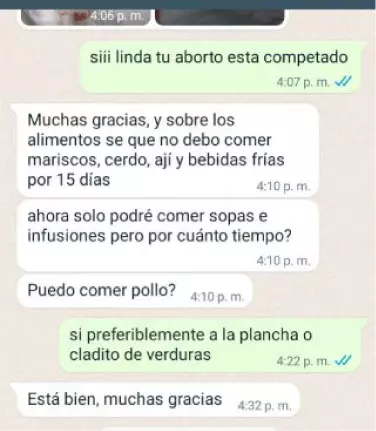 4:06 p. m.
siii linda tu aborto esta competado
4:07 p. m.
Muchas gracias, y sobre los
alimentos se que no debo comer
mariscos, cerdo, ají y bebidas frías
por 15 días
4:10 p. m.
ahora solo podré comer sopas e
infusiones pero por cuánto tiempo?
4:10 p. m.
Puedo comer pollo?
4:10 p. m.
si preferiblemente a la plancha o
cladito de verduras
4:22 p. m.
Está bien, muchas gracias
4:32 p. m.